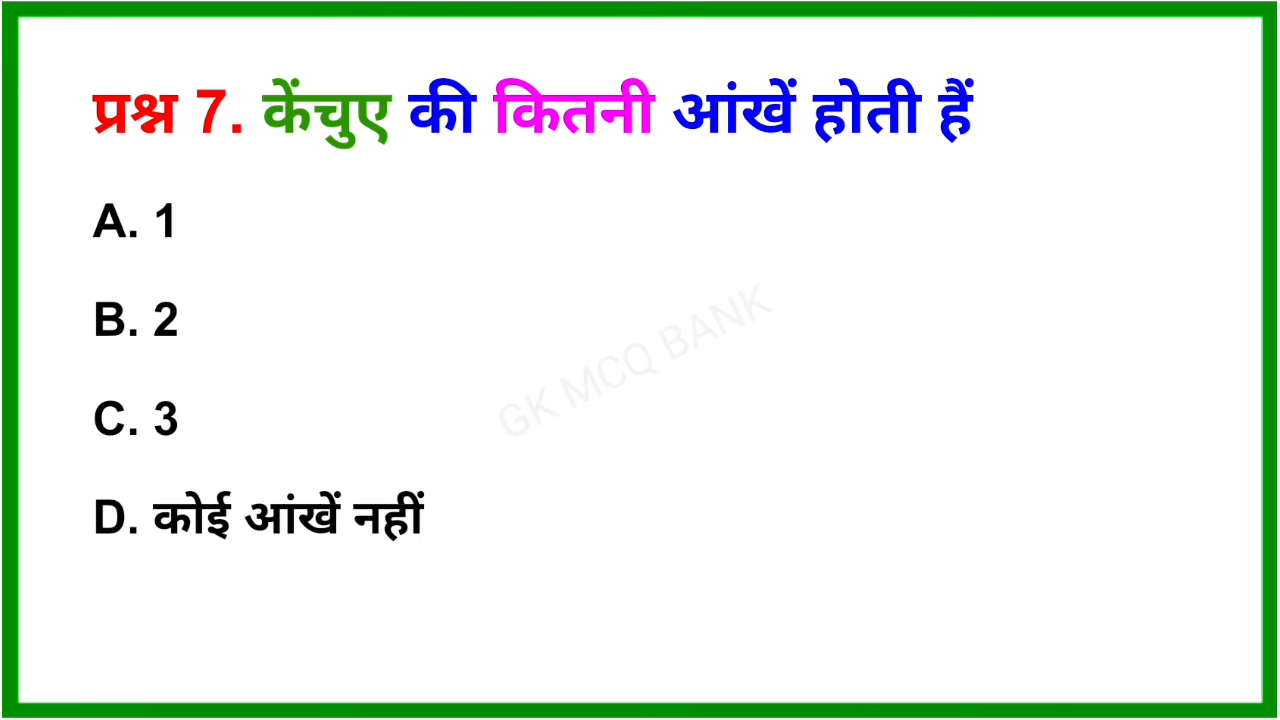 प्रश्न 7. केंचुए की कितनी आंखें होती हैं
A. 1
B. 2
GK MCQ BANK
C. 3
D. कोई आंखें नहीं